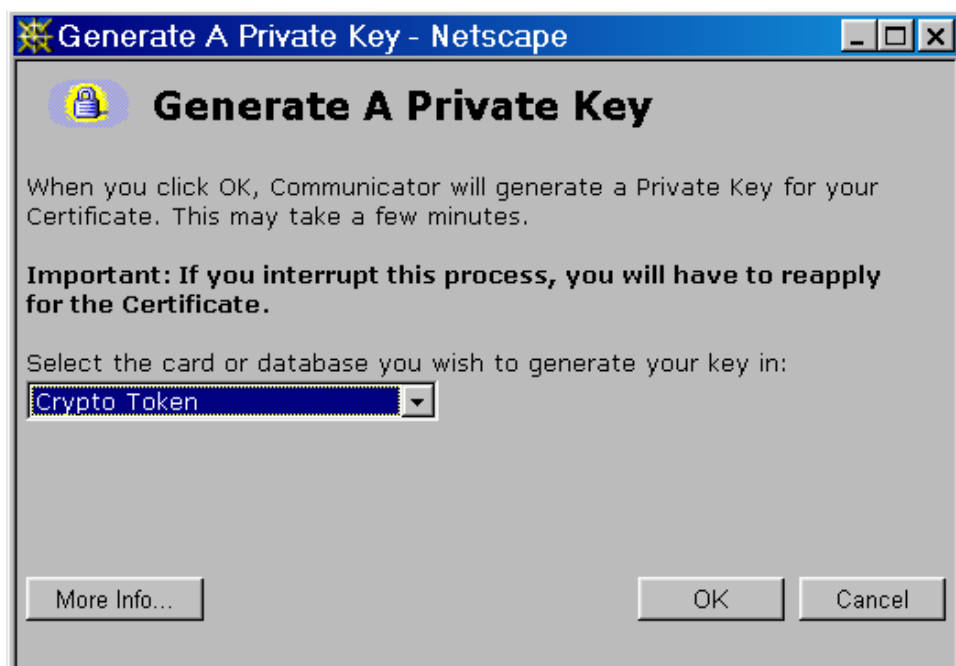 Generate A Private Key - Netscape
Generate A Private Key
When you click OK, Communicator will generate a Private Key for your
Certificate. This may take a few minutes.
Important: If you interrupt this process, you will have to reapply
for the Certificate.
Select the card or database you wish to generate your key in:
Crypto Token
More Info... OK Cancel